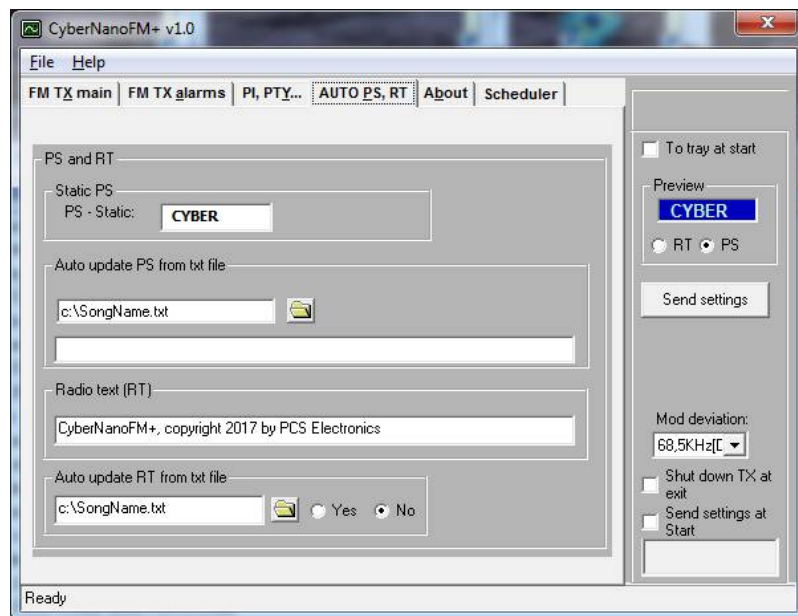 CyberNanoFM+ v1.0
File Help
FM TX main FM TX alarms PI, PTY... AUTO PS, RT About Scheduler
PS and RT
Static PS
PS - Static: CYBER
Auto update PS from txt file
c:\SongName.txt
Radio text (RT)
CyberNanoFM+, copyright 2017 by PCS Electronics
Auto update RT from txt file
c:\SongName.txt Yes No
To tray at start
Preview
CYBER
RT PS
Send settings
Mod deviation:
68,5KHz[
Shut down TX at
exit
Send settings at
Start
Ready